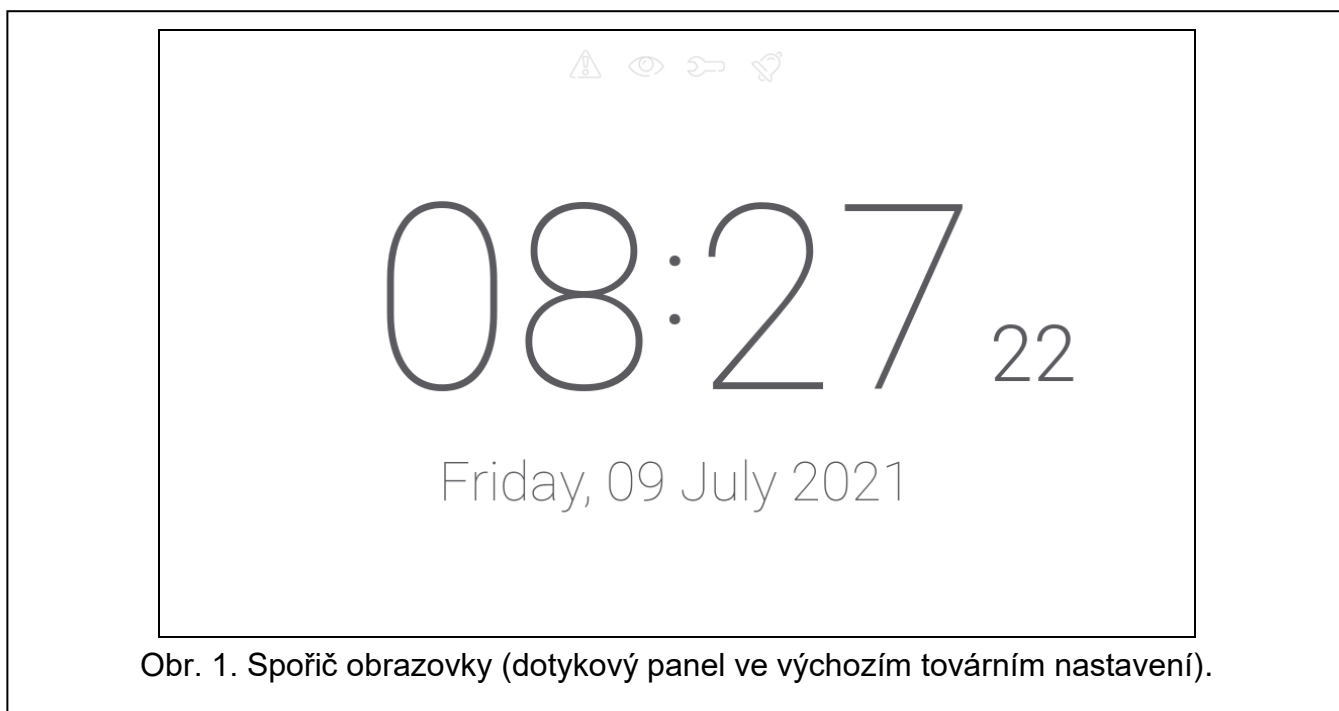 08:27 22
Friday, 09 July 2021
Obr. 1. Spořič obrazovky (dotykový panel ve výchozím továrním nastavení).